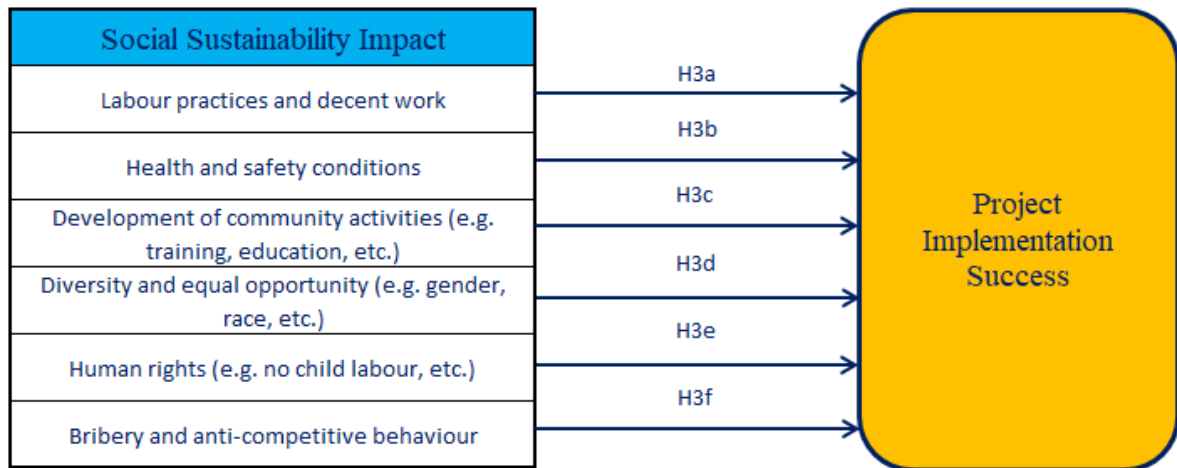 Social Sustainability Impact
Labour practices and decent work
Health and safety conditions
Development of community activities (e.g.
training, education, etc.)
Diversity and equal opportunity (e.g. gender,
race, etc.)
Human rights (e.g. no child labour, etc.)
Bribery and anti-competitive behaviour
H3a
H3b
H3c
H3d
H3e
H3f
Project
Implementation
Success